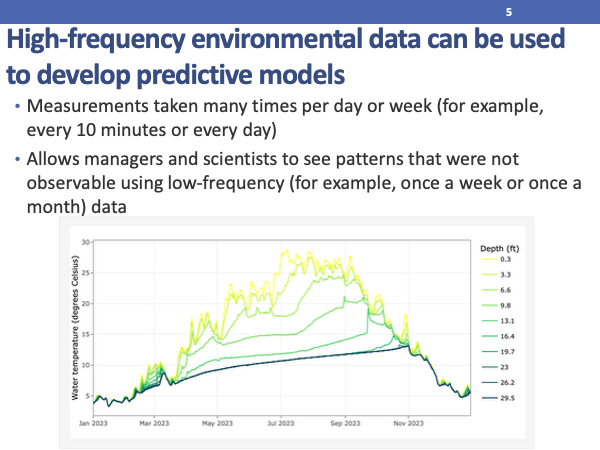 5
High-frequency environmental data can be used
to develop predictive models
• Measurements taken many times per day or week (for example,
every 10 minutes or every day)
• Allows managers and scientists to see patterns that were not
observable using low-frequency (for example, once a week or once a
month) data
Water temperature (degrees Celsius)
30
25
20
15
10
5
Jan 2023
Mar 2023
May 2023
Jul 2023
Sep 2023
Nov 2023
Depth (ft)
0.3
3.3
6.6
9.8
13.1
16.4
19.7
23
26.2
29.5